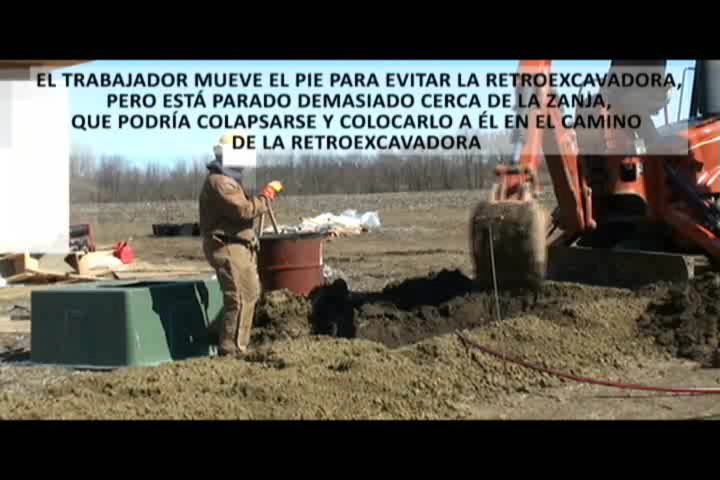 EL TRABAJADOR MUEVE EL PIE PARA EVITAR LA RETROEXCAVADORA,
PERO ESTÁ PARADO DEMASIADO CERCA DE LA ZANJA,
QUE PODRÍA COLAPSARSE Y COLOCARLO A ÉL EN EL CAMINO
DE LA RETROEXCAVADORA